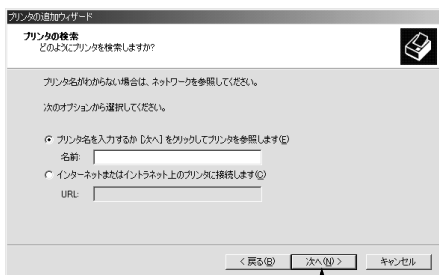 プリンタの追加ウィザード
プリンタの検索
どのようにプリンタを検索しますか?
プリンタ名がわからない場合は、ネットワークを参照してください。
次のオプションから選択してください。
プリンタ名を入力するか [次へ] をクリックしてプリンタを参照します(E)
名前:
インターネットまたはイントラネット上のプリンタに接続します(C)
URL:
< 戻る(B)
次へ(N) >
キャンセル